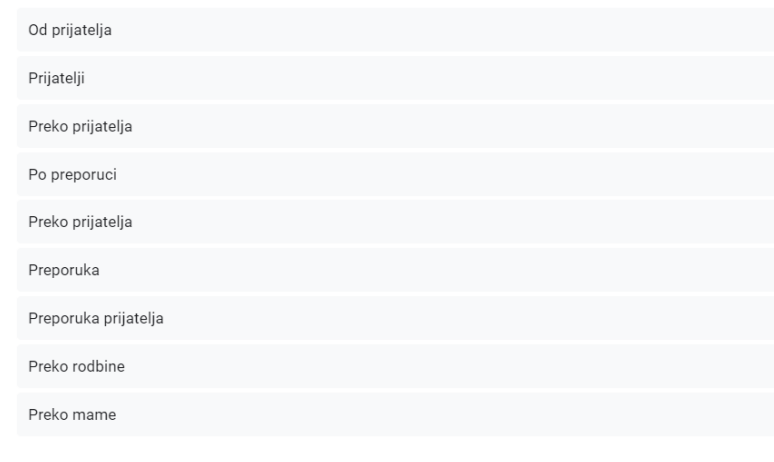 Od prijatelja
Prijatelji
Preko prijatelja
Po preporuci
Preko prijatelja
Preporuka
Preporuka prijatelja
Preko rodbine
Preko mame